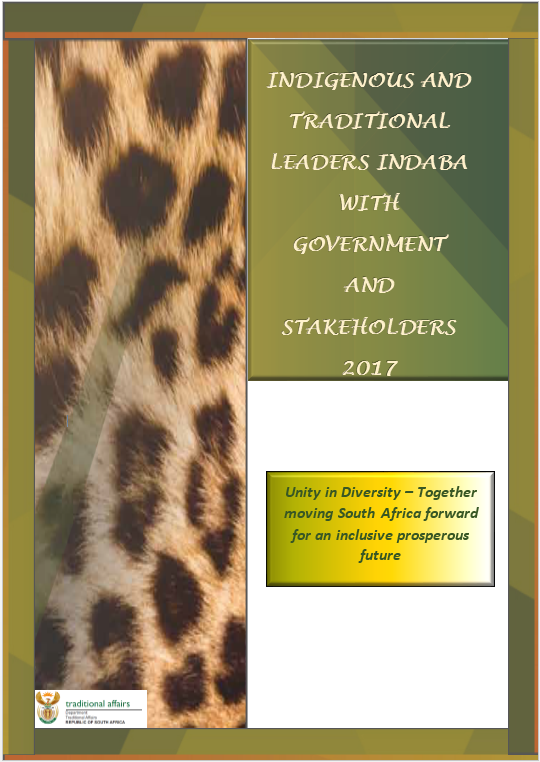 INDIGENOUS AND
TRADITIONAL
LEADERS INDABA
WITH
GOVERNMENT
AND
STAKEHOLDERS
2017
Unity in Diversity – Together
moving South Africa forward
for an inclusive prosperous
future
traditional affairs
Department:
Traditional Affairs
REPUBLIC OF SOUTH AFRICA